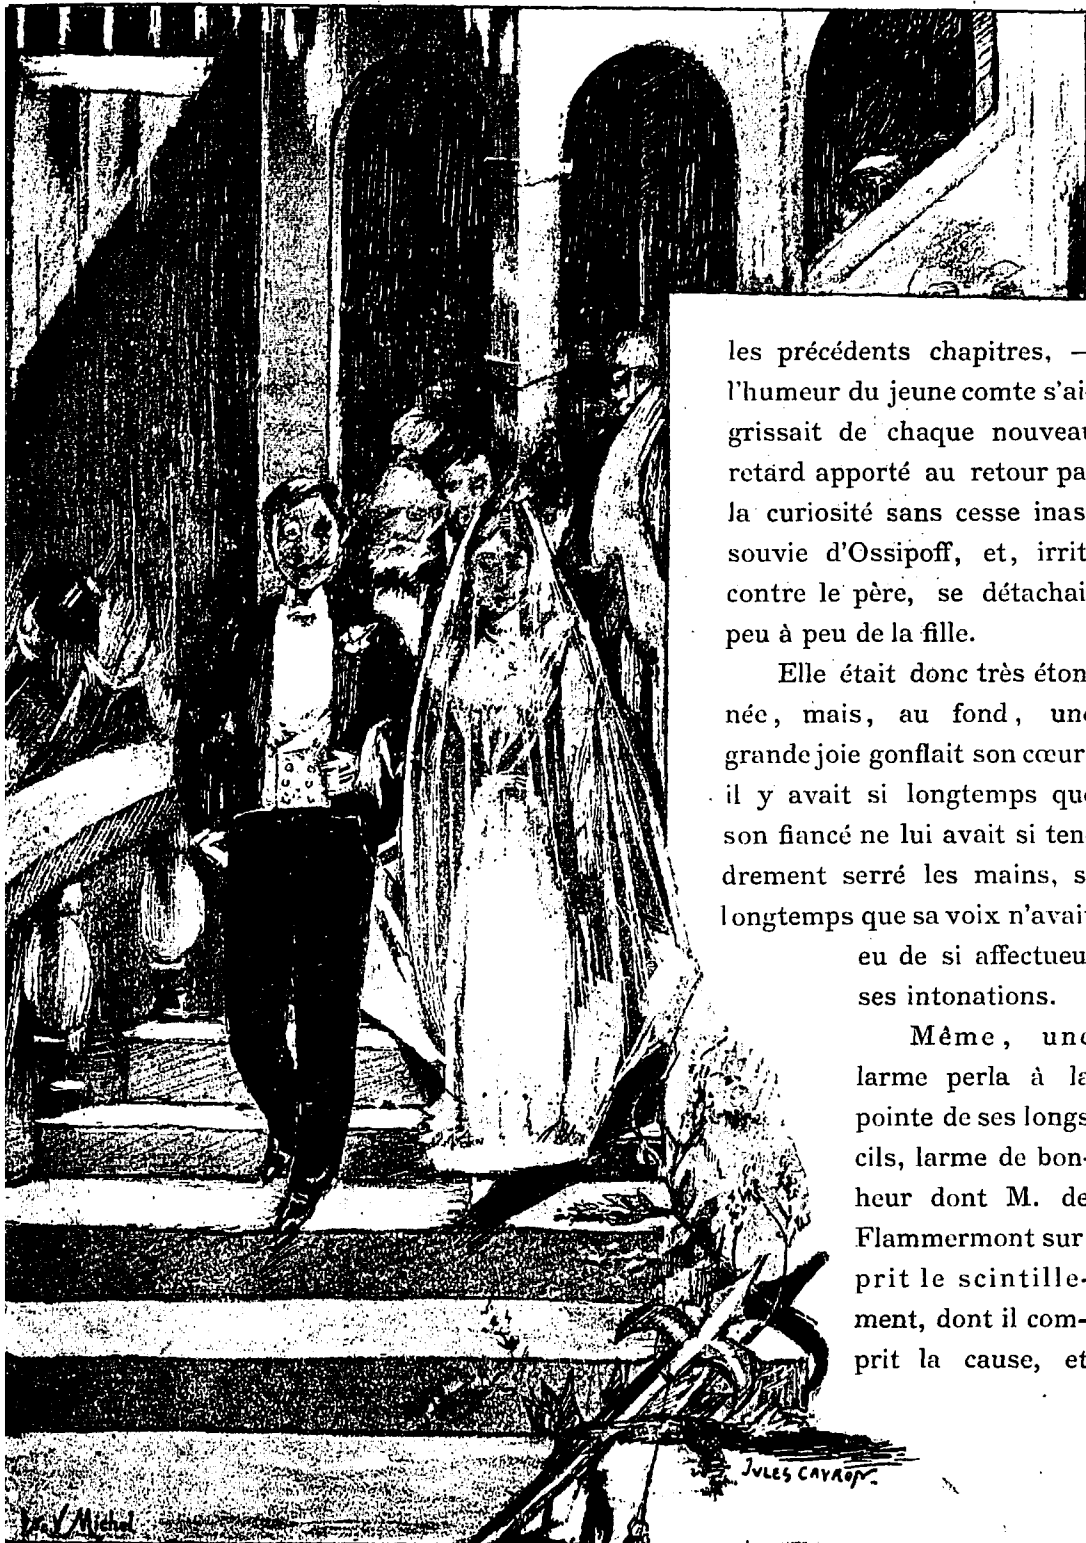 les précédents chapitres, —
l'humeur du jeune comte s'ai-
grissait de chaque nouveau
retard apporté au retour pa
la curiosité sans cesse inas
souvie d'Ossipoff, et, irrit
contre le père, se détachai
peu à peu de la fille.
Elle était donc très éton
née, mais, au fond, une
grande joie gonflait son cœur
il y avait si longtemps que
son fiancé ne lui avait si ten
drement serré les mains, s
longtemps que sa voix n'avait
eu de si affectueu
ses intonations.
Même, une
larme perla à la
pointe de ses longs
cils, larme de bon-
heur dont M. de
Flammermont sur
prit le scintille-
ment, dont il com-
prit la cause, et
JULES CAYRON
Michel